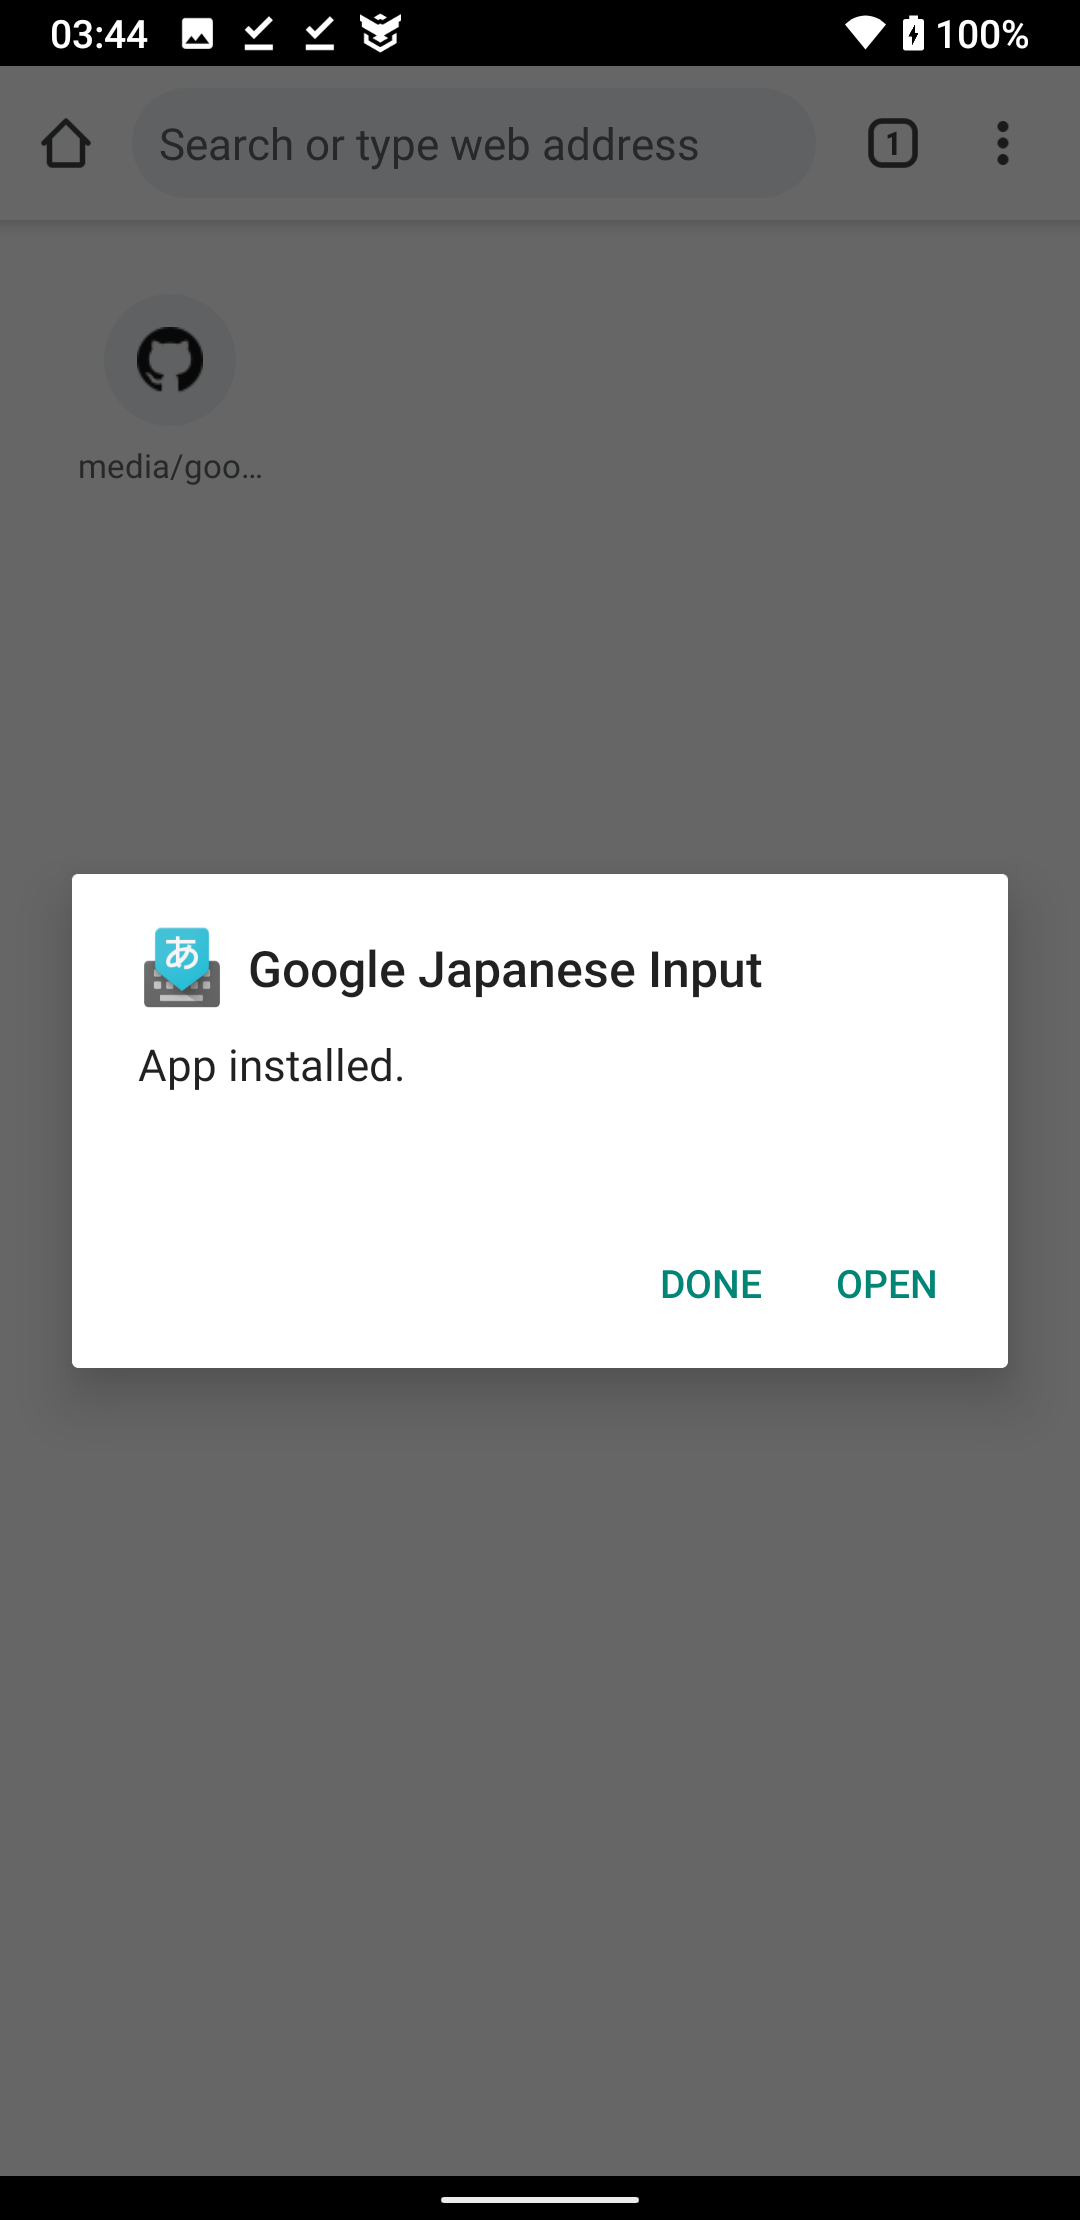 03:44 100%
Search or type web address 1
media/goo…
あ Google Japanese Input
App installed.
DONE OPEN